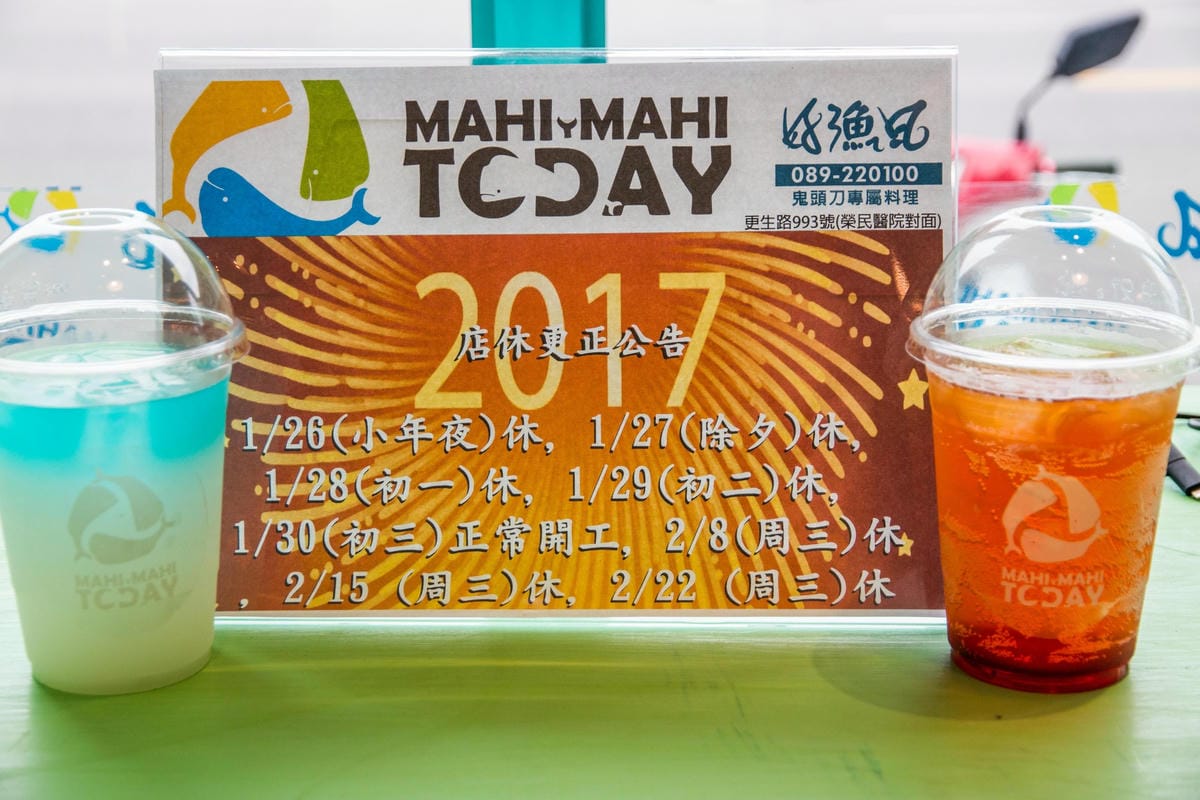 MAHI MAHI
TODAY
好漁日
089-220100
鬼頭刀專屬料理
更生路993號(榮民醫院對面)
2017
店休更正公告
1/26(小年夜)休, 1/27(除夕)休,
1/28(初一)休, 1/29(初二)休,
1/30(初三)正常開工, 2/8(周三)休
, 2/15 (周三)休, 2/22 (周三)休
MAHI MAHI
TODAY
MAHI MAHI
TODAY